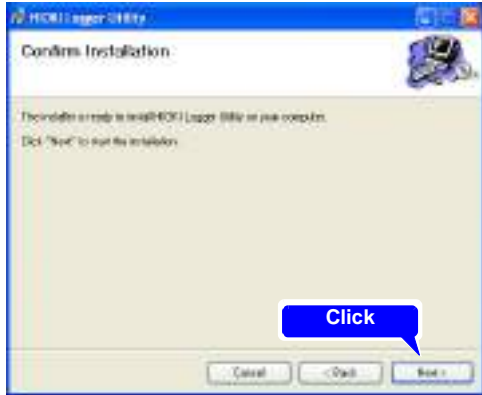 HIOKI Logger Utility
Confirm Installation
The installer is ready to install HIOKI Logger Utility on your computer.
Click "Next" to start the installation.
Click
Cancel
< Back
Next >